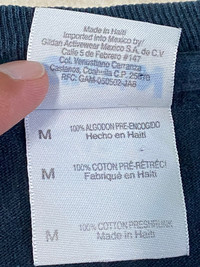 Made in Haiti
Imported into Mexico by/
Gildan Activewear Mexico S.A. de C.V.
Calle 5 de Febrero #147
Col. Venustiano Carranza
Castanos, Coahuila C.P. 25870
RFC: GAM-050502-JA8
M
100% ALGODON PRE-ENCOGIDO
Hecho en Haiti
M
100% COTON PRÉ-RÉTRÉCI
Fabriqué en Haiti
M
100% COTTON PRESHRUNK
Made in Haiti